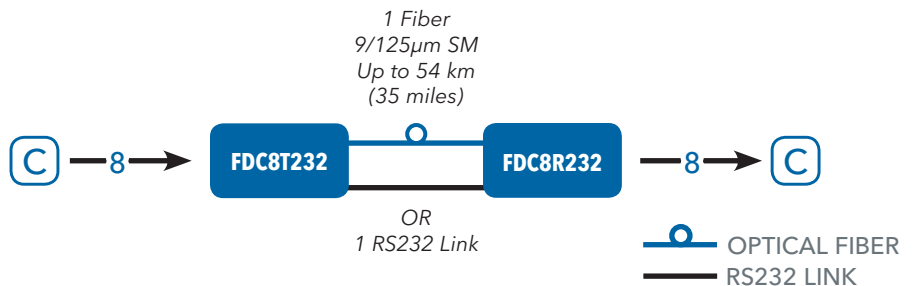 1 Fiber
9/125µm SM
Up to 54 km
(35 miles)
C 8 FDC8T232 FDC8R232 8 C
OR
1 RS232 Link
OPTICAL FIBER
RS232 LINK